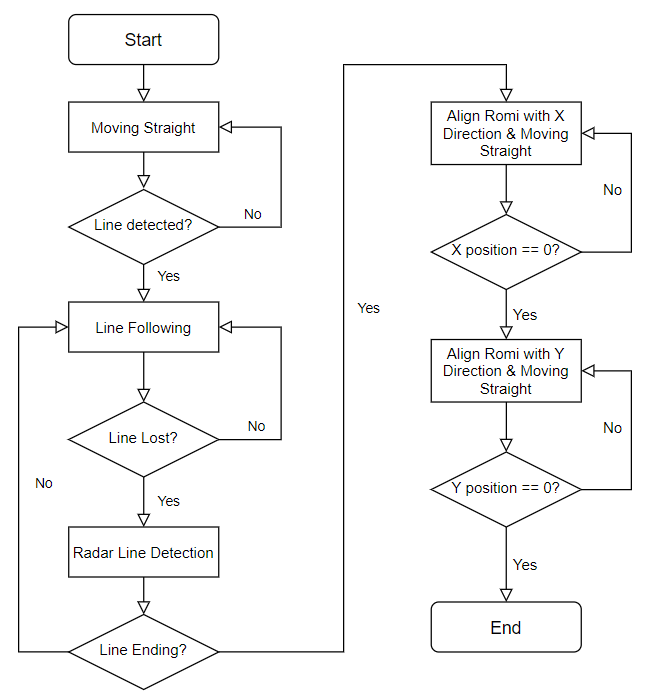 Start
Moving Straight
No
Line detected?
Yes
Line Following
No
Line Lost?
No
Yes
Radar Line Detection
Line Ending?
Yes
Align Romi with X
Direction & Moving
Straight
No
X position == 0?
Yes
Align Romi with Y
Direction & Moving
Straight
No
Y position == 0?
Yes
End